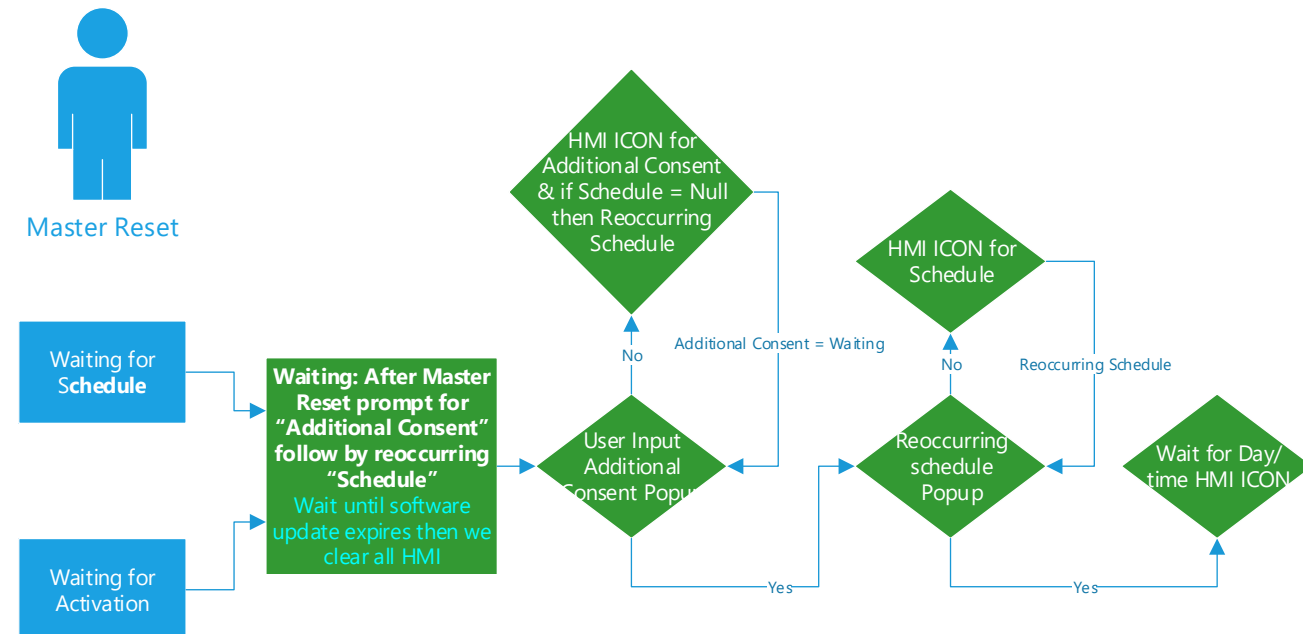 Master Reset
Waiting for
Schedule
Waiting for
Activation
Waiting: After Master
Reset prompt for
“Additional Consent”
follow by reoccurring
“Schedule”
Wait until software
update expires then we
clear all HMI
HMI ICON for
Additional Consent
& if Schedule = Null
then Reoccurring
Schedule
No
Additional Consent = Waiting
User Input
Additional
Consent Popup
Yes
HMI ICON for
Schedule
No
Reoccurring Schedule
Reoccurring
schedule
Popup
Yes
Wait for Day/
time HMI ICON